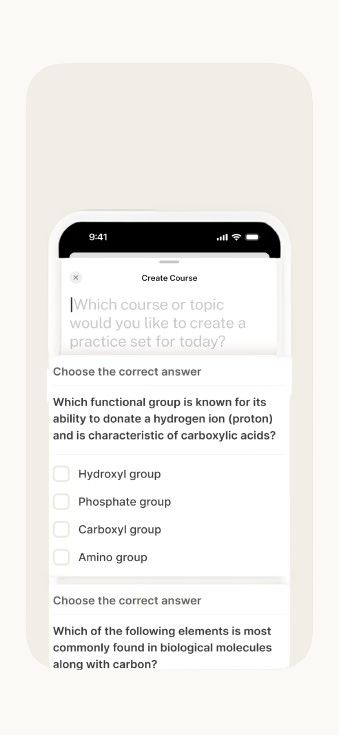 9:41
Create Course
Which course or topic
would you like to create a
practice set for today?
Choose the correct answer
Which functional group is known for its
ability to donate a hydrogen ion (proton)
and is characteristic of carboxylic acids?
Hydroxyl group
Phosphate group
Carboxyl group
Amino group
Choose the correct answer
Which of the following elements is most
commonly found in biological molecules
along with carbon?